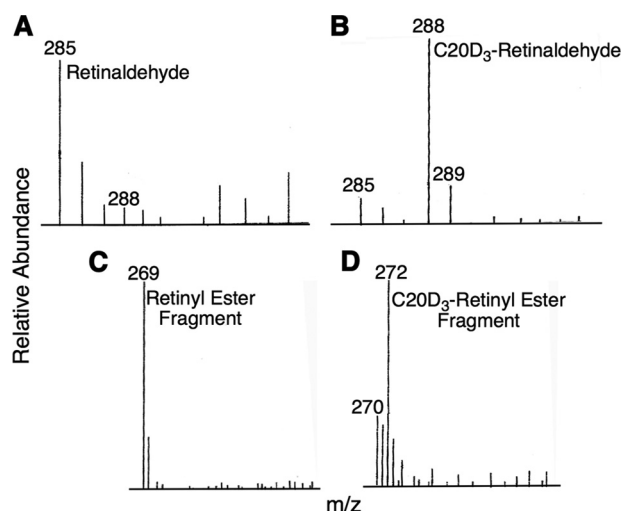 A
285
Retinaldehyde
288
B
288
C20D₃-Retinaldehyde
285
289
Relative Abundance
C
269
Retinyl Ester
Fragment
D
272
C20D₃-Retinyl Ester
Fragment
270
m/z